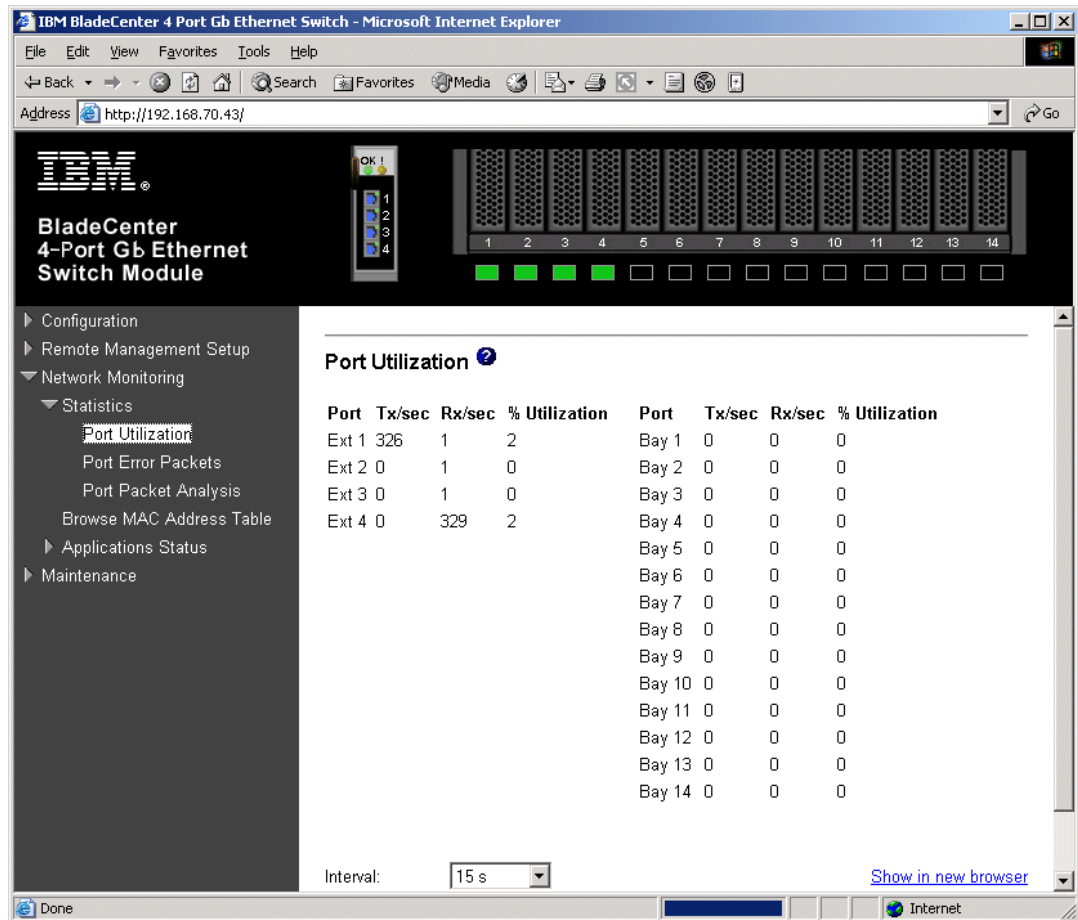 IBM BladeCenter 4 Port Gb Ethernet Switch - Microsoft Internet Explorer
File Edit View Favorites Tools Help
Back Search Favorites Media
Address http://192.168.70.43/ Go
IBM®
BladeCenter
4-Port Gb Ethernet
Switch Module
OK !
1
2
3
4
1 2 3 4 5 6 7 8 9 10 11 12 13 14
Configuration
Remote Management Setup
Network Monitoring
Statistics
Port Utilization
Port Error Packets
Port Packet Analysis
Browse MAC Address Table
Applications Status
Maintenance
Port Utilization ?
Port Tx/sec Rx/sec % Utilization Port Tx/sec Rx/sec % Utilization
Ext 1 326 1 2 Bay 1 0 0 0
Ext 2 0 1 0 Bay 2 0 0 0
Ext 3 0 1 0 Bay 3 0 0 0
Ext 4 0 329 2 Bay 4 0 0 0
Bay 5 0 0 0
Bay 6 0 0 0
Bay 7 0 0 0
Bay 8 0 0 0
Bay 9 0 0 0
Bay 10 0 0 0
Bay 11 0 0 0
Bay 12 0 0 0
Bay 13 0 0 0
Bay 14 0 0 0
Interval: 15 s Show in new browser
Done Internet